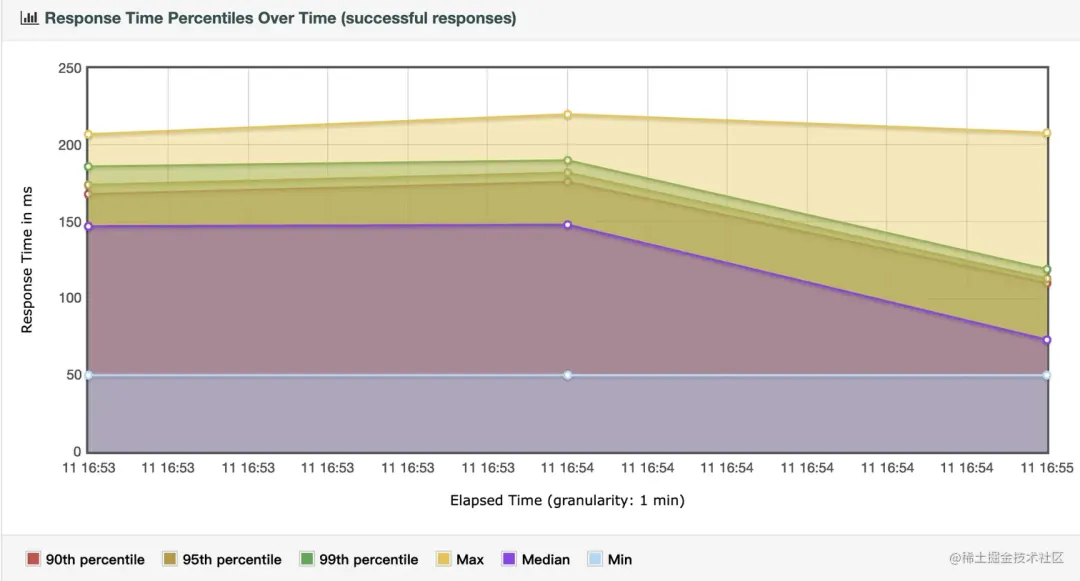 Response Time Percentiles Over Time (successful responses)
250
200
150
100
50
0
Response Time in ms
11 16:53 11 16:53 11 16:53 11 16:53 11 16:53 11 16:53 11 16:54 11 16:54 11 16:54 11 16:54 11 16:54 11 16:54 11 16:55
Elapsed Time (granularity: 1 min)
90th percentile 95th percentile 99th percentile Max Median Min
@稀土掘金技术社区